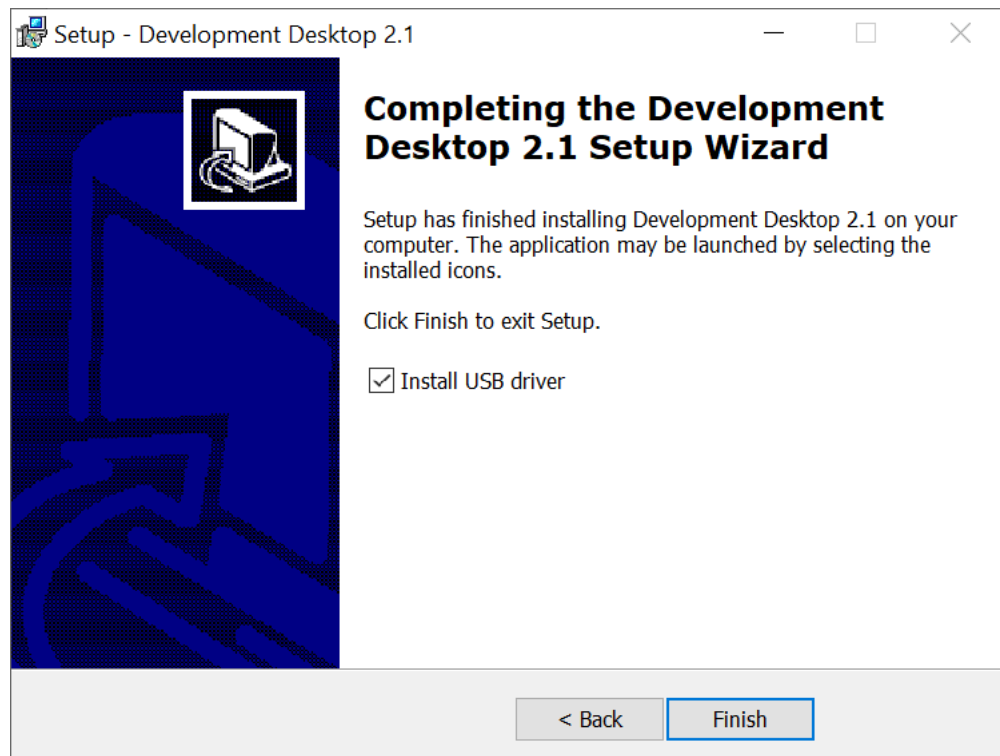 Setup - Development Desktop 2.1
Completing the Development
Desktop 2.1 Setup Wizard
Setup has finished installing Development Desktop 2.1 on your
computer. The application may be launched by selecting the
installed icons.
Click Finish to exit Setup.
Install USB driver
< Back
Finish